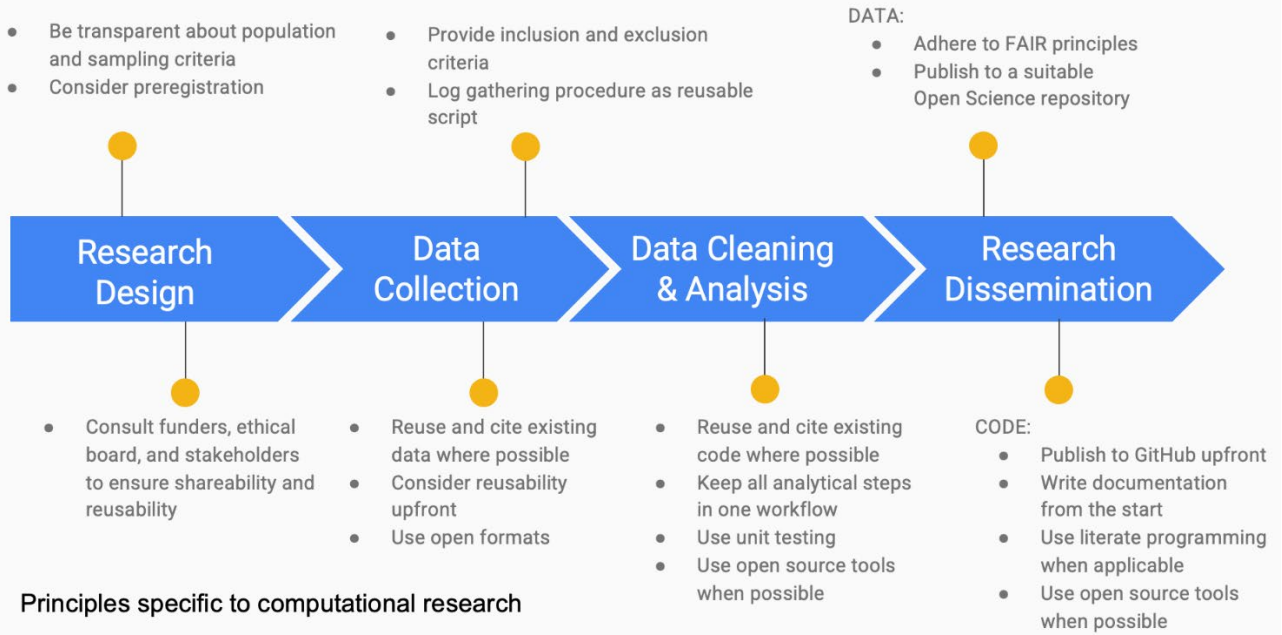 ● Be transparent about population
and sampling criteria
● Consider preregistration
● Provide inclusion and exclusion
criteria
● Log gathering procedure as reusable
script
DATA:
● Adhere to FAIR principles
● Publish to a suitable
Open Science repository
Research
Design
Data
Collection
Data Cleaning
& Analysis
Research
Dissemination
● Consult funders, ethical
board, and stakeholders
to ensure shareability and
reusability
● Reuse and cite existing
data where possible
● Consider reusability
upfront
● Use open formats
● Reuse and cite existing
code where possible
● Keep all analytical steps
in one workflow
● Use unit testing
● Use open source tools
when possible
CODE:
● Publish to GitHub upfront
● Write documentation
from the start
● Use literate programming
when applicable
● Use open source tools
when possible
Principles specific to computational research